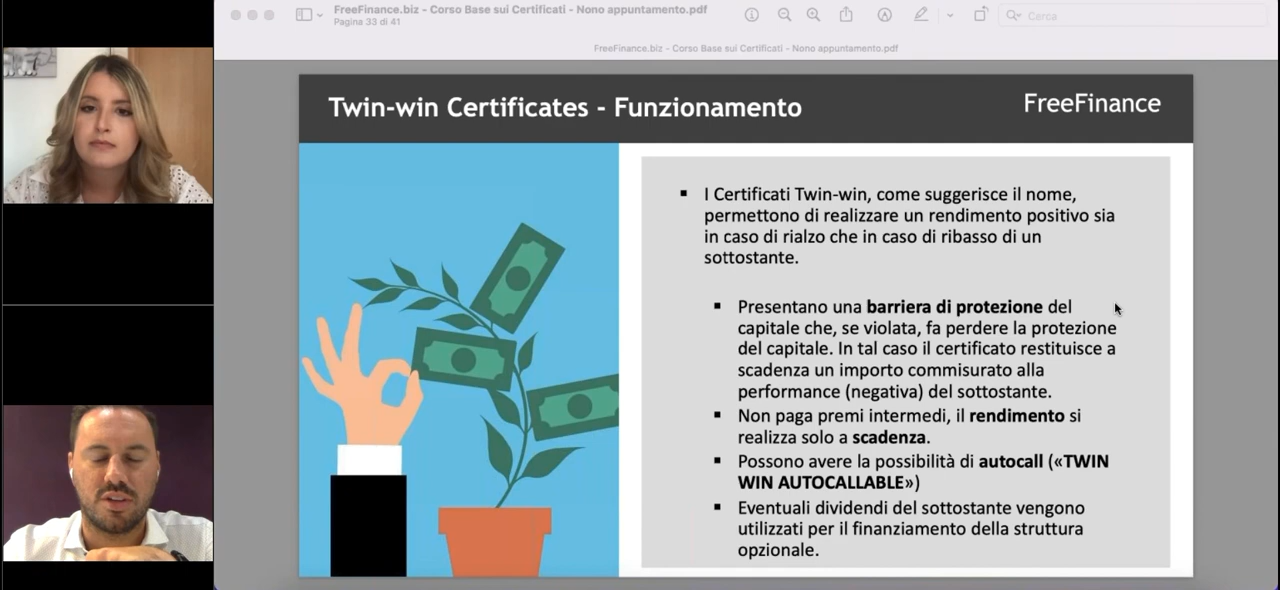 FreeFinance.biz - Corso Base sui Certificati - Nono appuntamento.pdf
Pagina 33 di 41
Cerca
FreeFinance.biz - Corso Base sui Certificati - Nono appuntamento.pdf
Twin-win Certificates - Funzionamento
FreeFinance
▪ I Certificati Twin-win, come suggerisce il nome,
permettono di realizzare un rendimento positivo sia
in caso di rialzo che in caso di ribasso di un
sottostante.
▪ Presentano una barriera di protezione del
capitale che, se violata, fa perdere la protezione
del capitale. In tal caso il certificato restituisce a
scadenza un importo commisurato alla
performance (negativa) del sottostante.
▪ Non paga premi intermedi, il rendimento si
realizza solo a scadenza.
▪ Possono avere la possibilità di autocall («TWIN
WIN AUTOCALLABLE»)
▪ Eventuali dividendi del sottostante vengono
utilizzati per il finanziamento della struttura
opzionale.